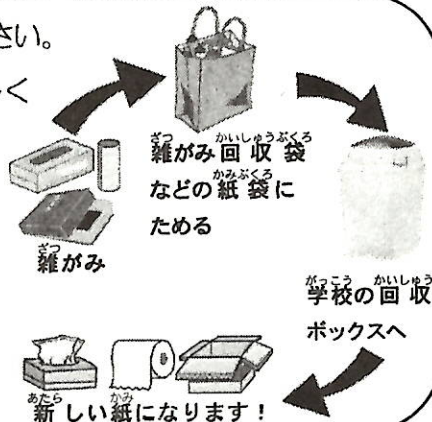 さい。
く
雑がみ回収袋
などの紙袋に
ためる
雑がみ
学校の回収
ボックスへ
新しい紙になります！